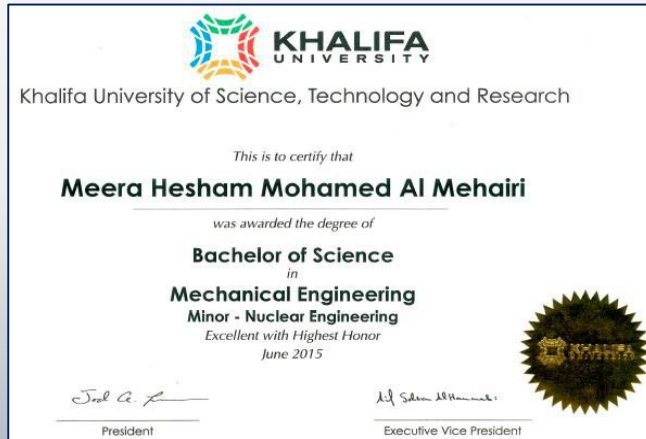 KHALIFA
UNIVERSITY
Khalifa University of Science, Technology and Research
This is to certify that
Meera Hesham Mohamed Al Mehairi
was awarded the degree of
Bachelor of Science
in
Mechanical Engineering
Minor - Nuclear Engineering
Excellent with Highest Honor
June 2015
KHALIFA
UNIVERSITY
President
Executive Vice President